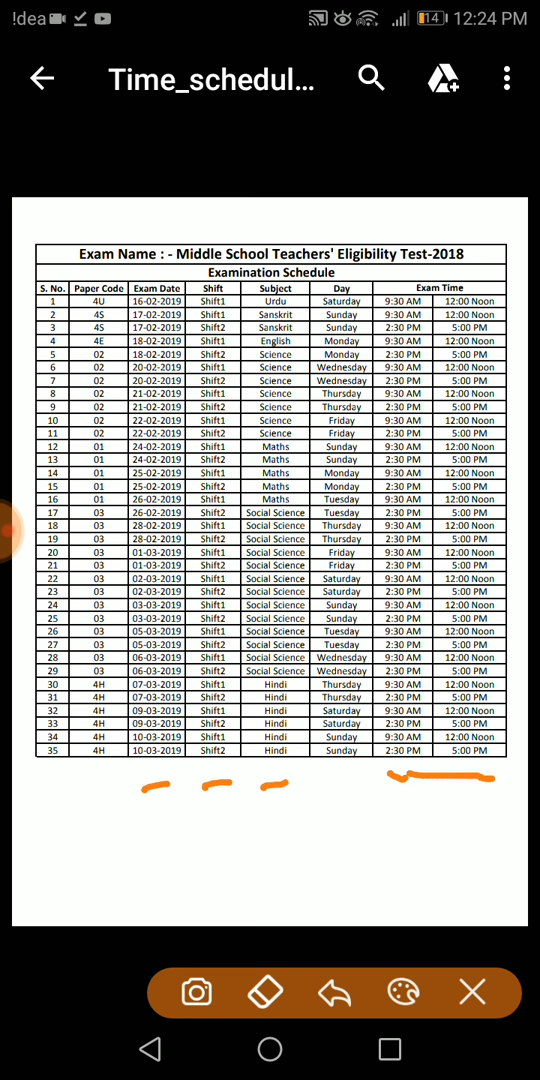 !dea 14 12:24 PM
Time_schedul...
Exam Name : - Middle School Teachers' Eligibility Test-2018
Examination Schedule
S. No. Paper Code Exam Date Shift Subject Day Exam Time
1 4U 16-02-2019 Shift1 Urdu Saturday 9:30 AM 12:00 Noon
2 4S 17-02-2019 Shift1 Sanskrit Sunday 9:30 AM 12:00 Noon
3 4S 17-02-2019 Shift2 Sanskrit Sunday 2:30 PM 5:00 PM
4 4E 18-02-2019 Shift1 English Monday 9:30 AM 12:00 Noon
5 02 18-02-2019 Shift2 Science Monday 2:30 PM 5:00 PM
6 02 20-02-2019 Shift1 Science Wednesday 9:30 AM 12:00 Noon
7 02 20-02-2019 Shift2 Science Wednesday 2:30 PM 5:00 PM
8 02 21-02-2019 Shift1 Science Thursday 9:30 AM 12:00 Noon
9 02 21-02-2019 Shift2 Science Thursday 2:30 PM 5:00 PM
10 02 22-02-2019 Shift1 Science Friday 9:30 AM 12:00 Noon
11 02 22-02-2019 Shift2 Science Friday 2:30 PM 5:00 PM
12 01 24-02-2019 Shift1 Maths Sunday 9:30 AM 12:00 Noon
13 01 24-02-2019 Shift2 Maths Sunday 2:30 PM 5:00 PM
14 01 25-02-2019 Shift1 Maths Monday 9:30 AM 12:00 Noon
15 01 25-02-2019 Shift2 Maths Monday 2:30 PM 5:00 PM
16 01 26-02-2019 Shift1 Maths Tuesday 9:30 AM 12:00 Noon
17 03 26-02-2019 Shift2 Social Science Tuesday 2:30 PM 5:00 PM
18 03 28-02-2019 Shift1 Social Science Thursday 9:30 AM 12:00 Noon
19 03 28-02-2019 Shift2 Social Science Thursday 2:30 PM 5:00 PM
20 03 01-03-2019 Shift1 Social Science Friday 9:30 AM 12:00 Noon
21 03 01-03-2019 Shift2 Social Science Friday 2:30 PM 5:00 PM
22 03 02-03-2019 Shift1 Social Science Saturday 9:30 AM 12:00 Noon
23 03 02-03-2019 Shift2 Social Science Saturday 2:30 PM 5:00 PM
24 03 03-03-2019 Shift1 Social Science Sunday 9:30 AM 12:00 Noon
25 03 03-03-2019 Shift2 Social Science Sunday 2:30 PM 5:00 PM
26 03 05-03-2019 Shift1 Social Science Tuesday 9:30 AM 12:00 Noon
27 03 05-03-2019 Shift2 Social Science Tuesday 2:30 PM 5:00 PM
28 03 06-03-2019 Shift1 Social Science Wednesday 9:30 AM 12:00 Noon
29 03 06-03-2019 Shift2 Social Science Wednesday 2:30 PM 5:00 PM
30 4H 07-03-2019 Shift1 Hindi Thursday 9:30 AM 12:00 Noon
31 4H 07-03-2019 Shift2 Hindi Thursday 2:30 PM 5:00 PM
32 4H 09-03-2019 Shift1 Hindi Saturday 9:30 AM 12:00 Noon
33 4H 09-03-2019 Shift2 Hindi Saturday 2:30 PM 5:00 PM
34 4H 10-03-2019 Shift1 Hindi Sunday 9:30 AM 12:00 Noon
35 4H 10-03-2019 Shift2 Hindi Sunday 2:30 PM 5:00 PM